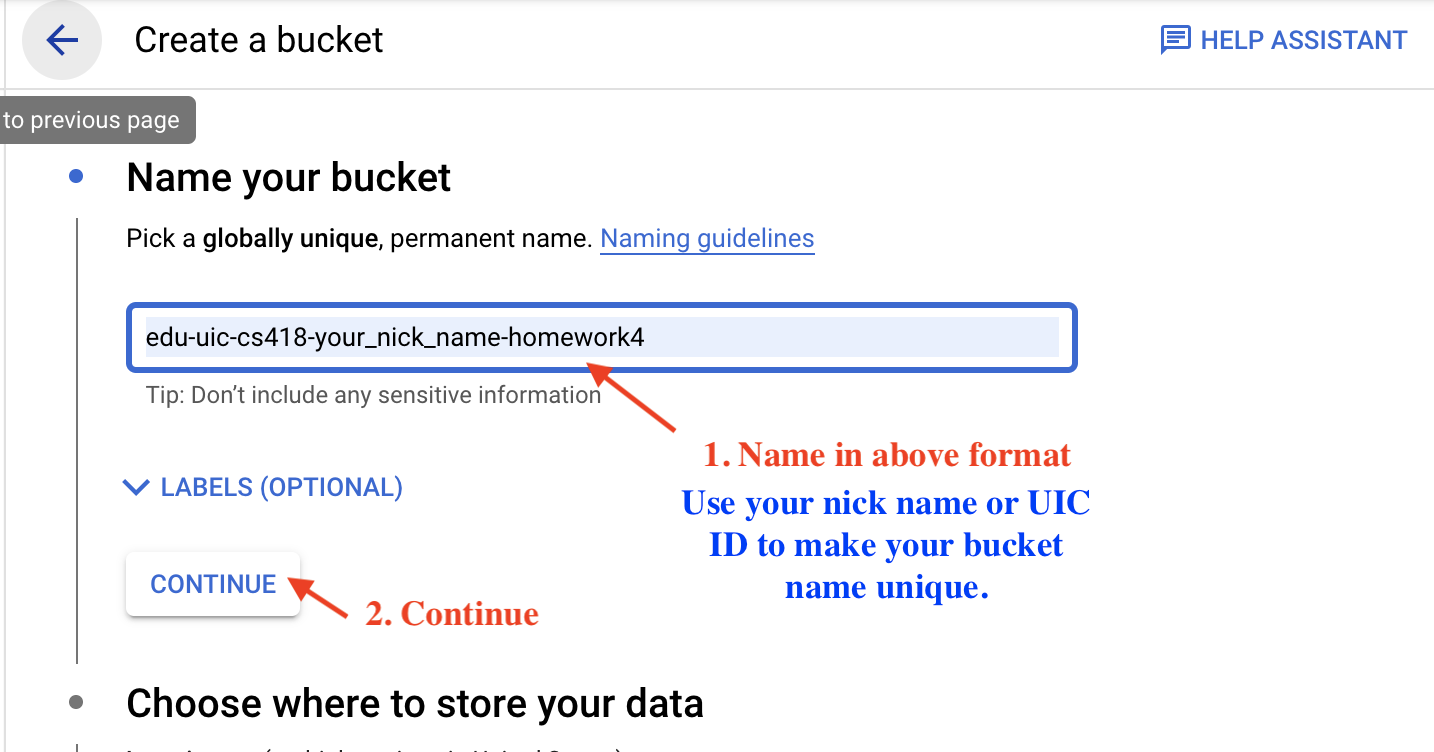 Create a bucket
HELP ASSISTANT
to previous page
Name your bucket
Pick a globally unique, permanent name. Naming guidelines
edu-uic-cs418-your_nick_name-homework4
Tip: Don’t include any sensitive information
1. Name in above format
LABELS (OPTIONAL)
Use your nick name or UIC
ID to make your bucket
name unique.
CONTINUE
2. Continue
Choose where to store your data